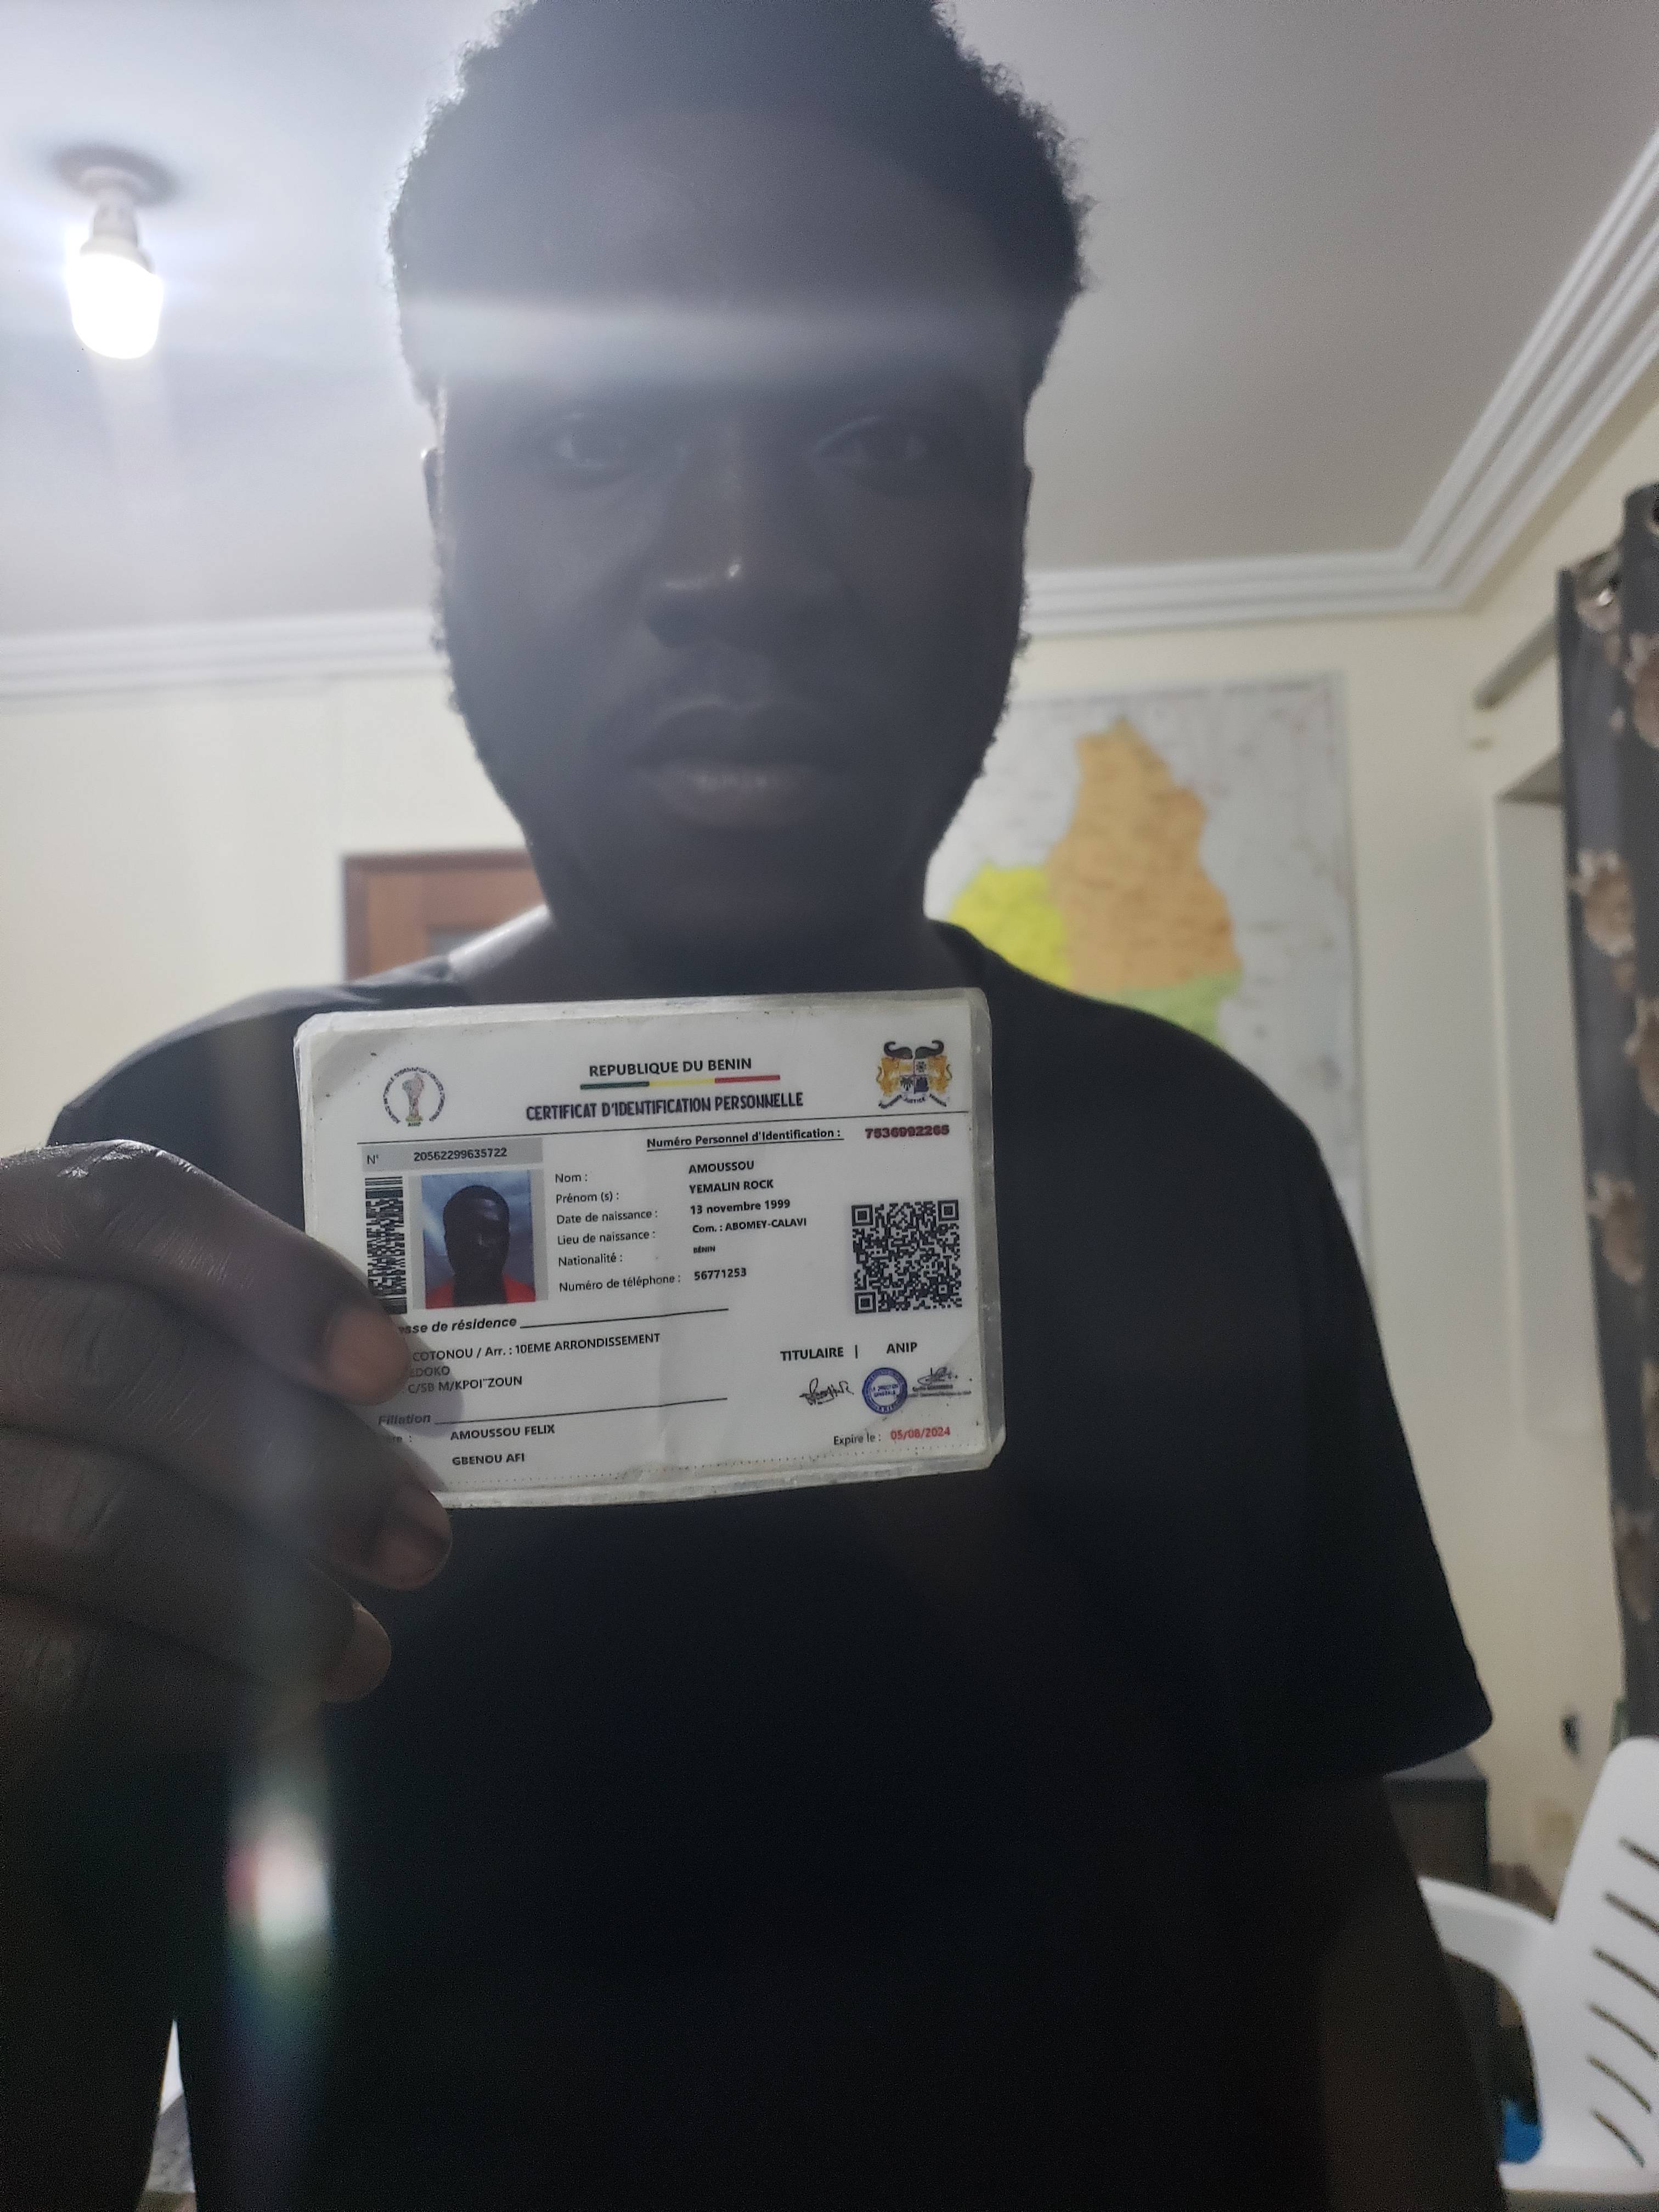 REPUBLIQUE DU BENIN
CERTIFICAT D'IDENTIFICATION PERSONNELLE
Numéro Personnel d'Identification : 7536992265
N° 20562299635722
Nom : AMOUSSOU
Prénom (s) : YEMALIN ROCK
Date de naissance : 13 novembre 1999
Lieu de naissance : Com. : ABOMEY-CALAVI
Nationalité : BÉNIN
Numéro de téléphone : 56771253
esse de résidence
COTONOU / Arr. : 10EME ARRONDISSEMENT
EDOKO
C/SB M/KPOI"ZOUN
TITULAIRE | ANIP
Filiation
AMOUSSOU FELIX
GBENOU AFI
Expire le : 05/08/2024